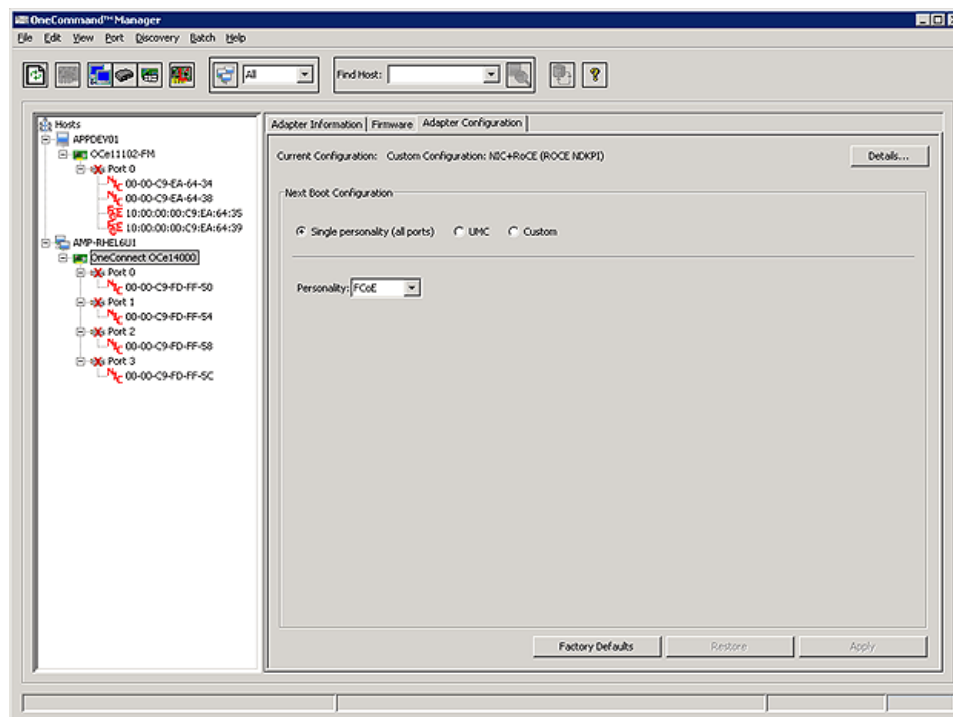 OneCommand™ Manager
File Edit View Port Discovery Batch Help
All
Find Host:
Hosts
APPDEV01
OCe11102-FM
Port 0
00-00-C9-EA-64-34
00-00-C9-EA-64-38
10:00:00:00:C9:EA:64:35
10:00:00:00:C9:EA:64:39
AMP-RHEL6U1
OneConnect OCe14000
Port 0
00-00-C9-FD-FF-50
Port 1
00-00-C9-FD-FF-54
Port 2
00-00-C9-FD-FF-58
Port 3
00-00-C9-FD-FF-5C
Adapter Information Firmware Adapter Configuration
Current Configuration: Custom Configuration: NIC+RoCE (ROCE NDKPI) Details...
Next Boot Configuration
Single personality (all ports) UMC Custom
Personality: FCoE
Factory Defaults Restore Apply